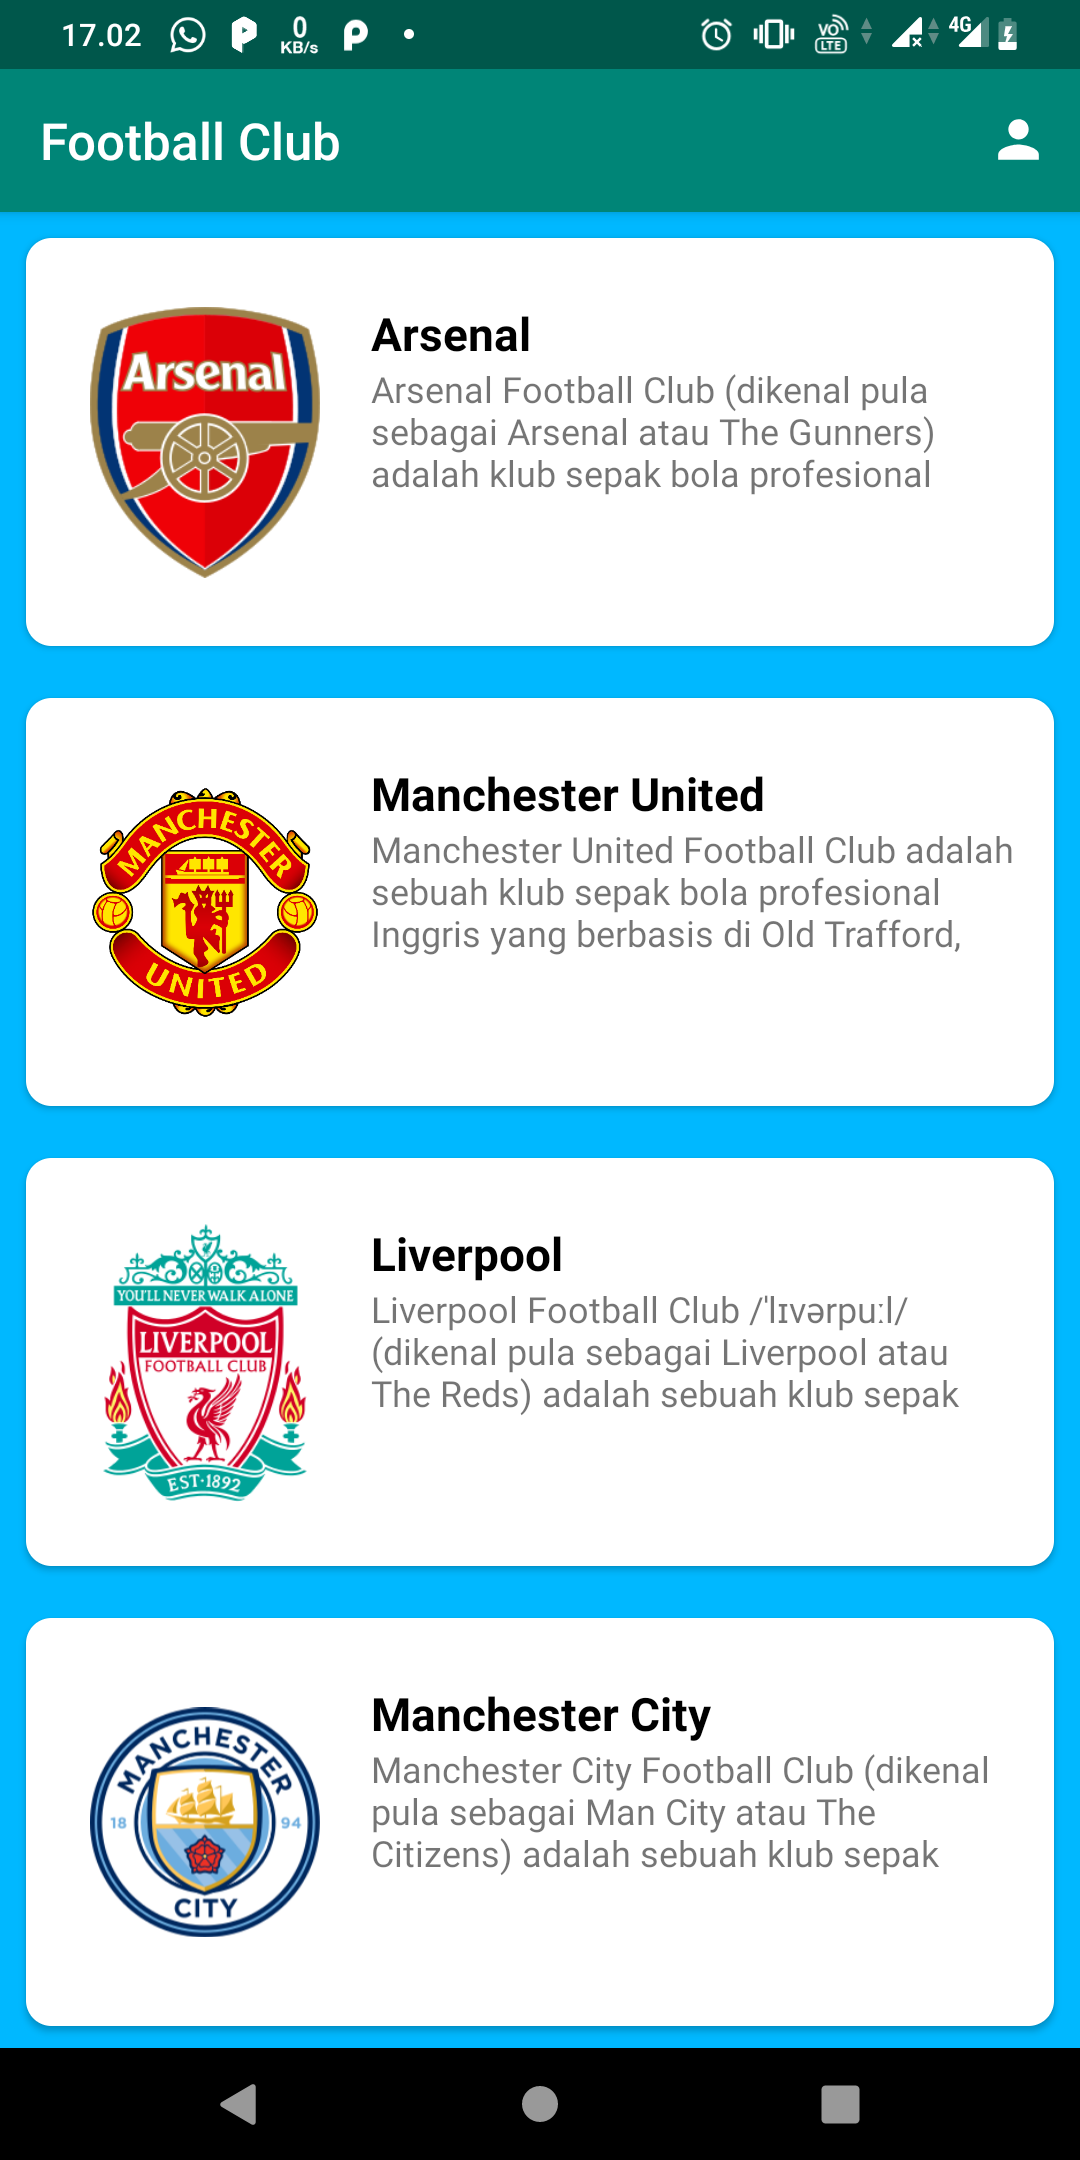 17.02
0
KB/s
VO
LTE
4G
Football Club
Arsenal
Arsenal
Arsenal Football Club (dikenal pula
sebagai Arsenal atau The Gunners)
adalah klub sepak bola profesional
MANCHESTER
UNITED
Manchester United
Manchester United Football Club adalah
sebuah klub sepak bola profesional
Inggris yang berbasis di Old Trafford,
YOU'LL NEVER WALK ALONE
LIVERPOOL
FOOTBALL CLUB
EST·1892
Liverpool
Liverpool Football Club /ˈlɪvərpuːl/
(dikenal pula sebagai Liverpool atau
The Reds) adalah sebuah klub sepak
MANCHESTER
18 94
CITY
Manchester City
Manchester City Football Club (dikenal
pula sebagai Man City atau The
Citizens) adalah sebuah klub sepak